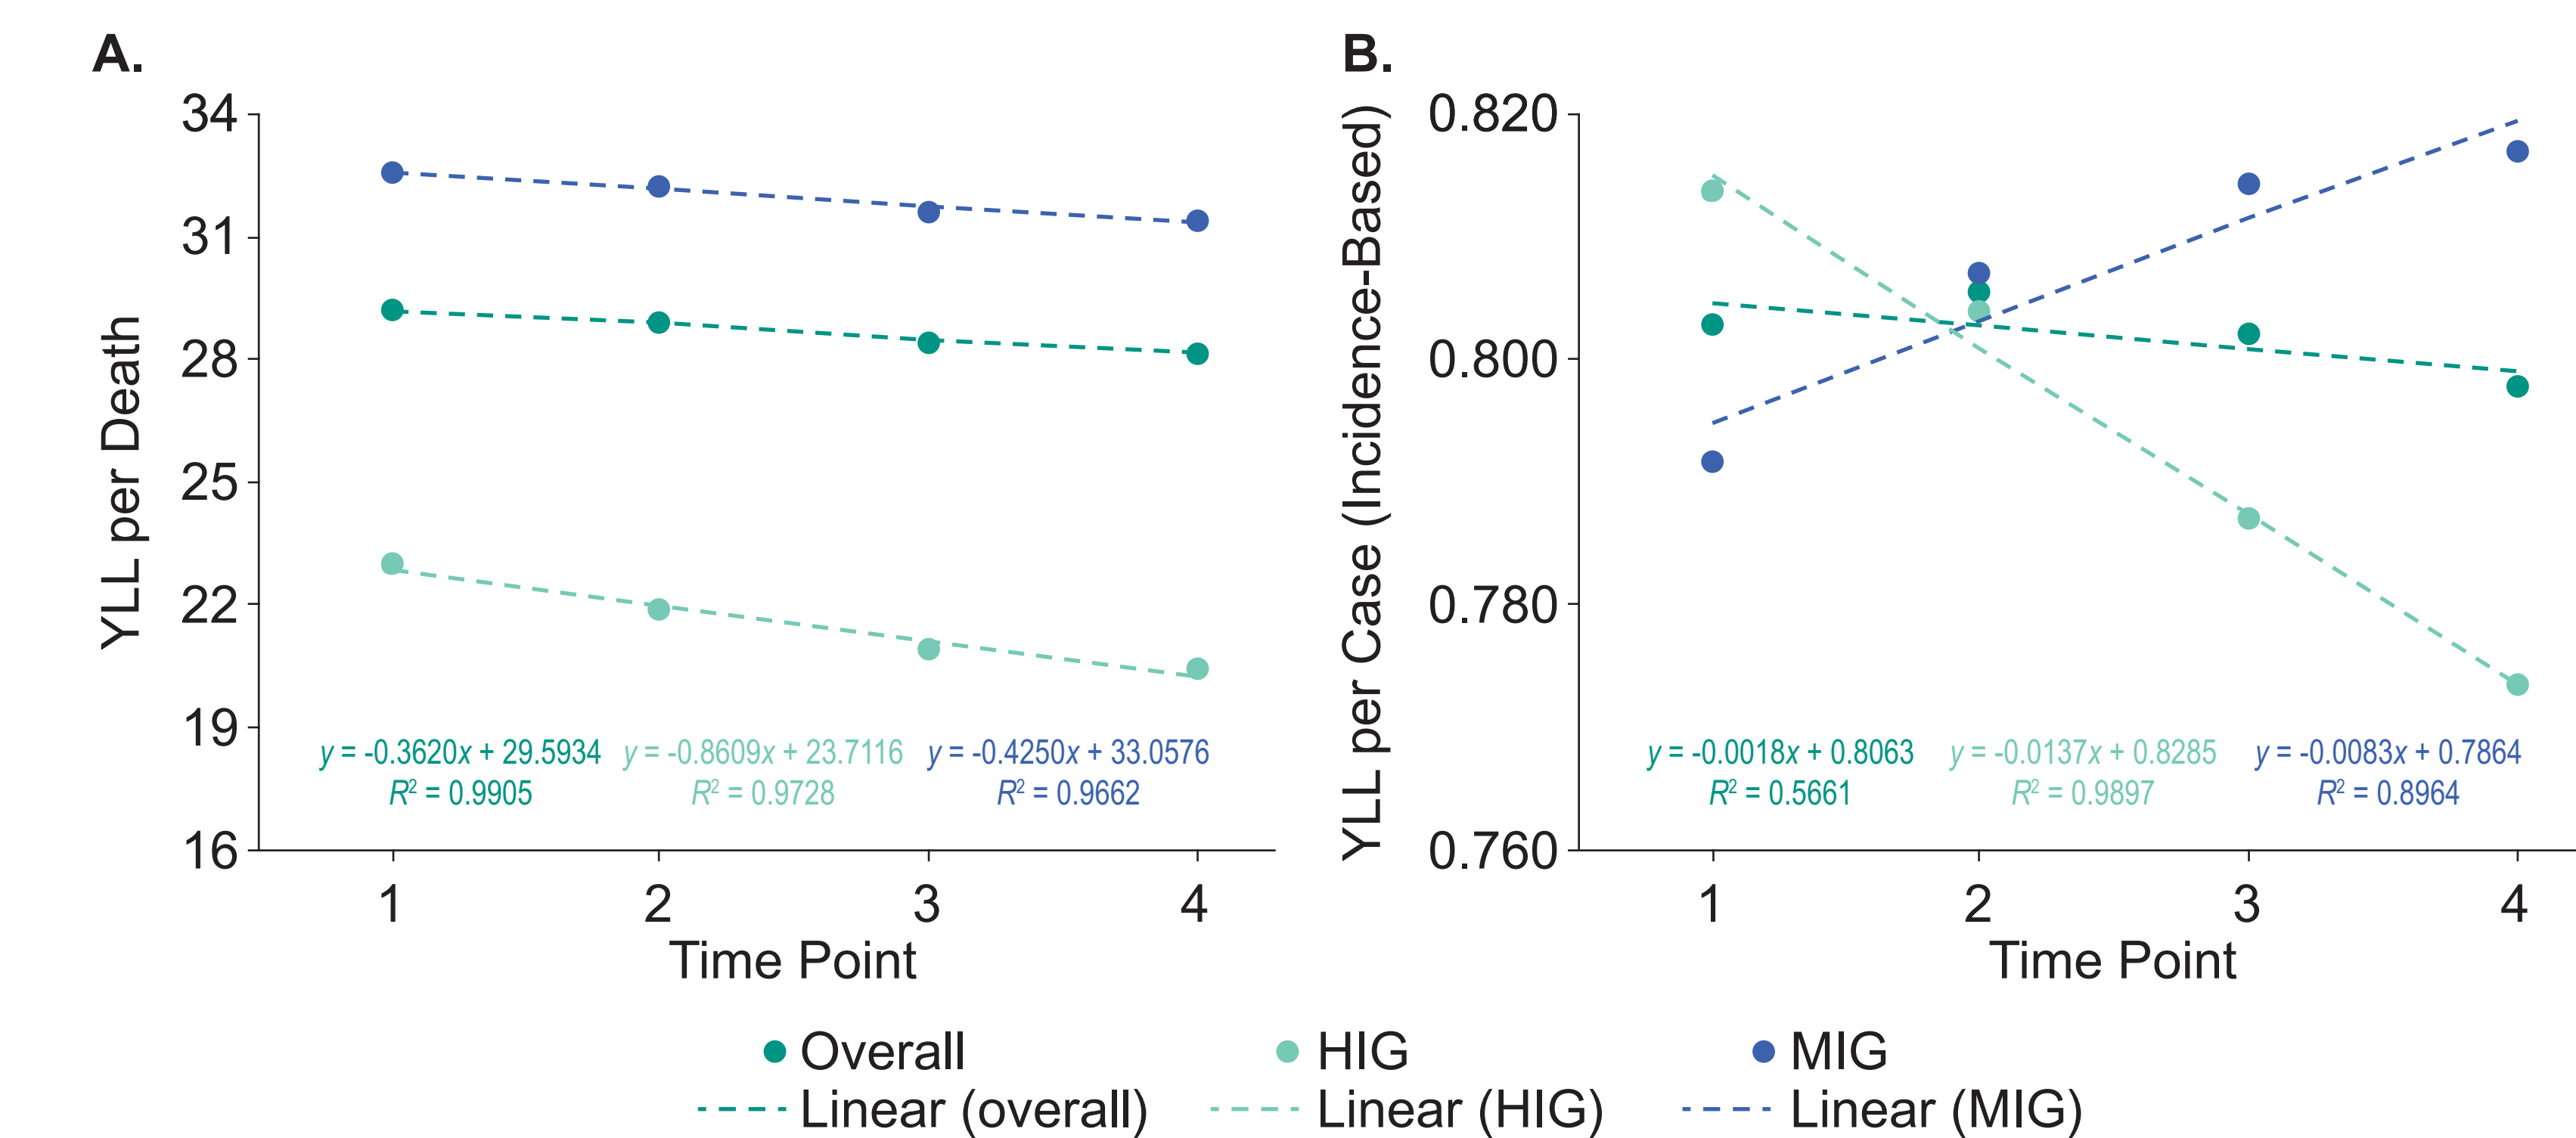 A.
YLL per Death
34
31
28
25
22
19
16
y = -0.3620x + 29.5934
R² = 0.9905
y = -0.8609x + 23.7116
R² = 0.9728
y = -0.4250x + 33.0576
R² = 0.9662
1 2 3 4
Time Point
B.
YLL per Case (Incidence-Based)
0.820
0.800
0.780
0.760
y = -0.0018x + 0.8063
R² = 0.5661
y = -0.0137x + 0.8285
R² = 0.9897
y = -0.0083x + 0.7864
R² = 0.8964
1 2 3 4
Time Point
Overall HIG MIG
Linear (overall) Linear (HIG) Linear (MIG)